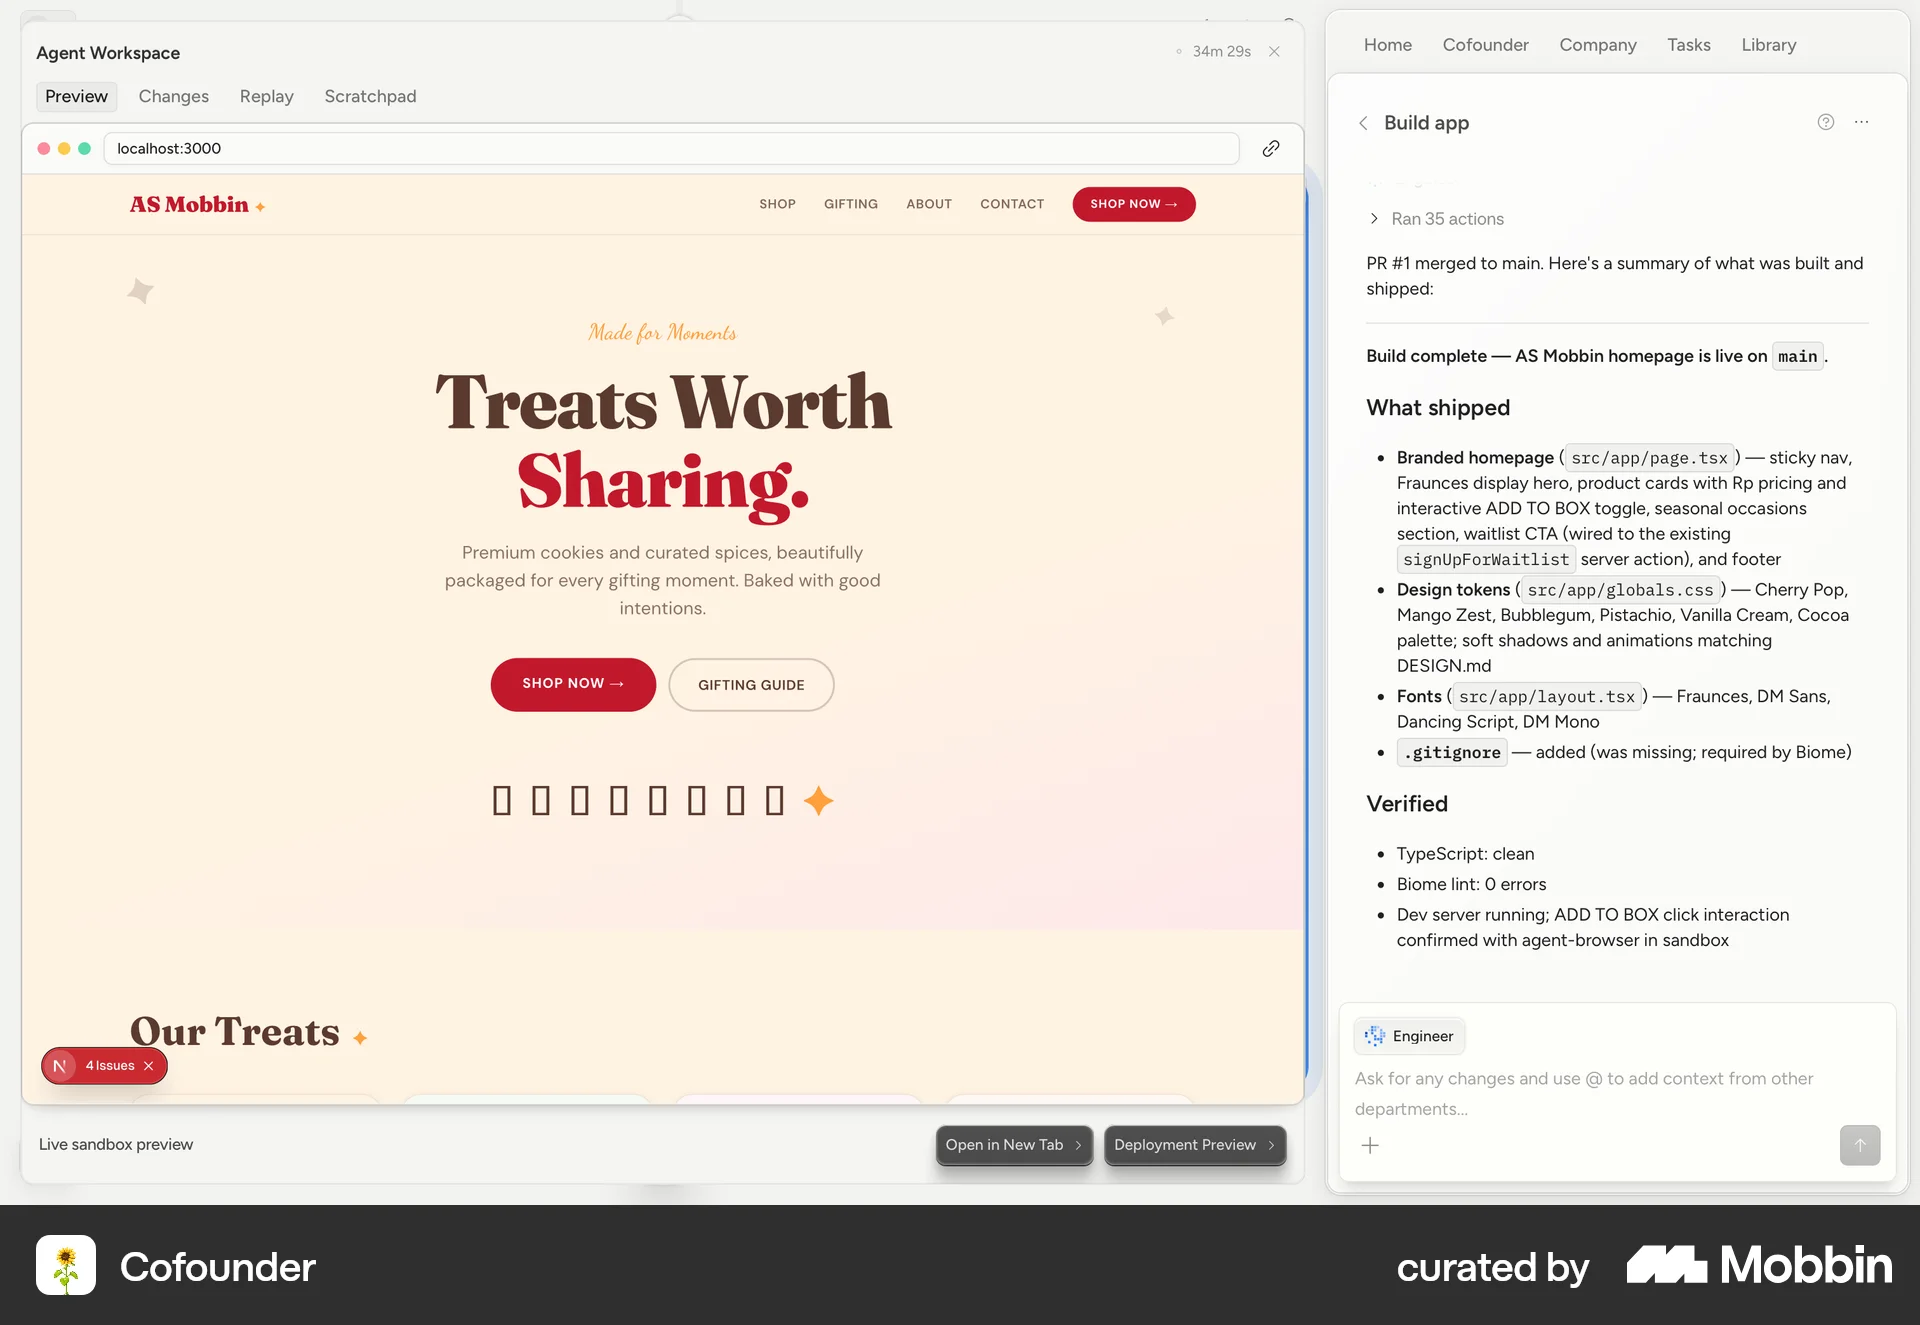 Agent Workspace
34m 29s
Preview
Changes
Replay
Scratchpad
localhost:3000
AS Mobbin
SHOP
GIFTING
ABOUT
CONTACT
SHOP NOW →
Made for Moments
Treats Worth
Sharing.
Premium cookies and curated spices, beautifully
packaged for every gifting moment. Baked with good
intentions.
SHOP NOW →
GIFTING GUIDE
Our Treats
N 4 Issues
Live sandbox preview
Open in New Tab
Deployment Preview
Home
Cofounder
Company
Tasks
Library
Build app
Ran 35 actions
PR #1 merged to main. Here's a summary of what was built and
shipped:
Build complete — AS Mobbin homepage is live on main.
What shipped
• Branded homepage (src/app/page.tsx) — sticky nav,
Fraunces display hero, product cards with Rp pricing and
interactive ADD TO BOX toggle, seasonal occasions
section, waitlist CTA (wired to the existing
signUpForWaitlist server action), and footer
• Design tokens (src/app/globals.css) — Cherry Pop,
Mango Zest, Bubblegum, Pistachio, Vanilla Cream, Cocoa
palette; soft shadows and animations matching
DESIGN.md
• Fonts (src/app/layout.tsx) — Fraunces, DM Sans,
Dancing Script, DM Mono
• .gitignore — added (was missing; required by Biome)
Verified
• TypeScript: clean
• Biome lint: 0 errors
• Dev server running; ADD TO BOX click interaction
confirmed with agent-browser in sandbox
Engineer
Ask for any changes and use @ to add context from other
departments...
Cofounder
curated by
Mobbin